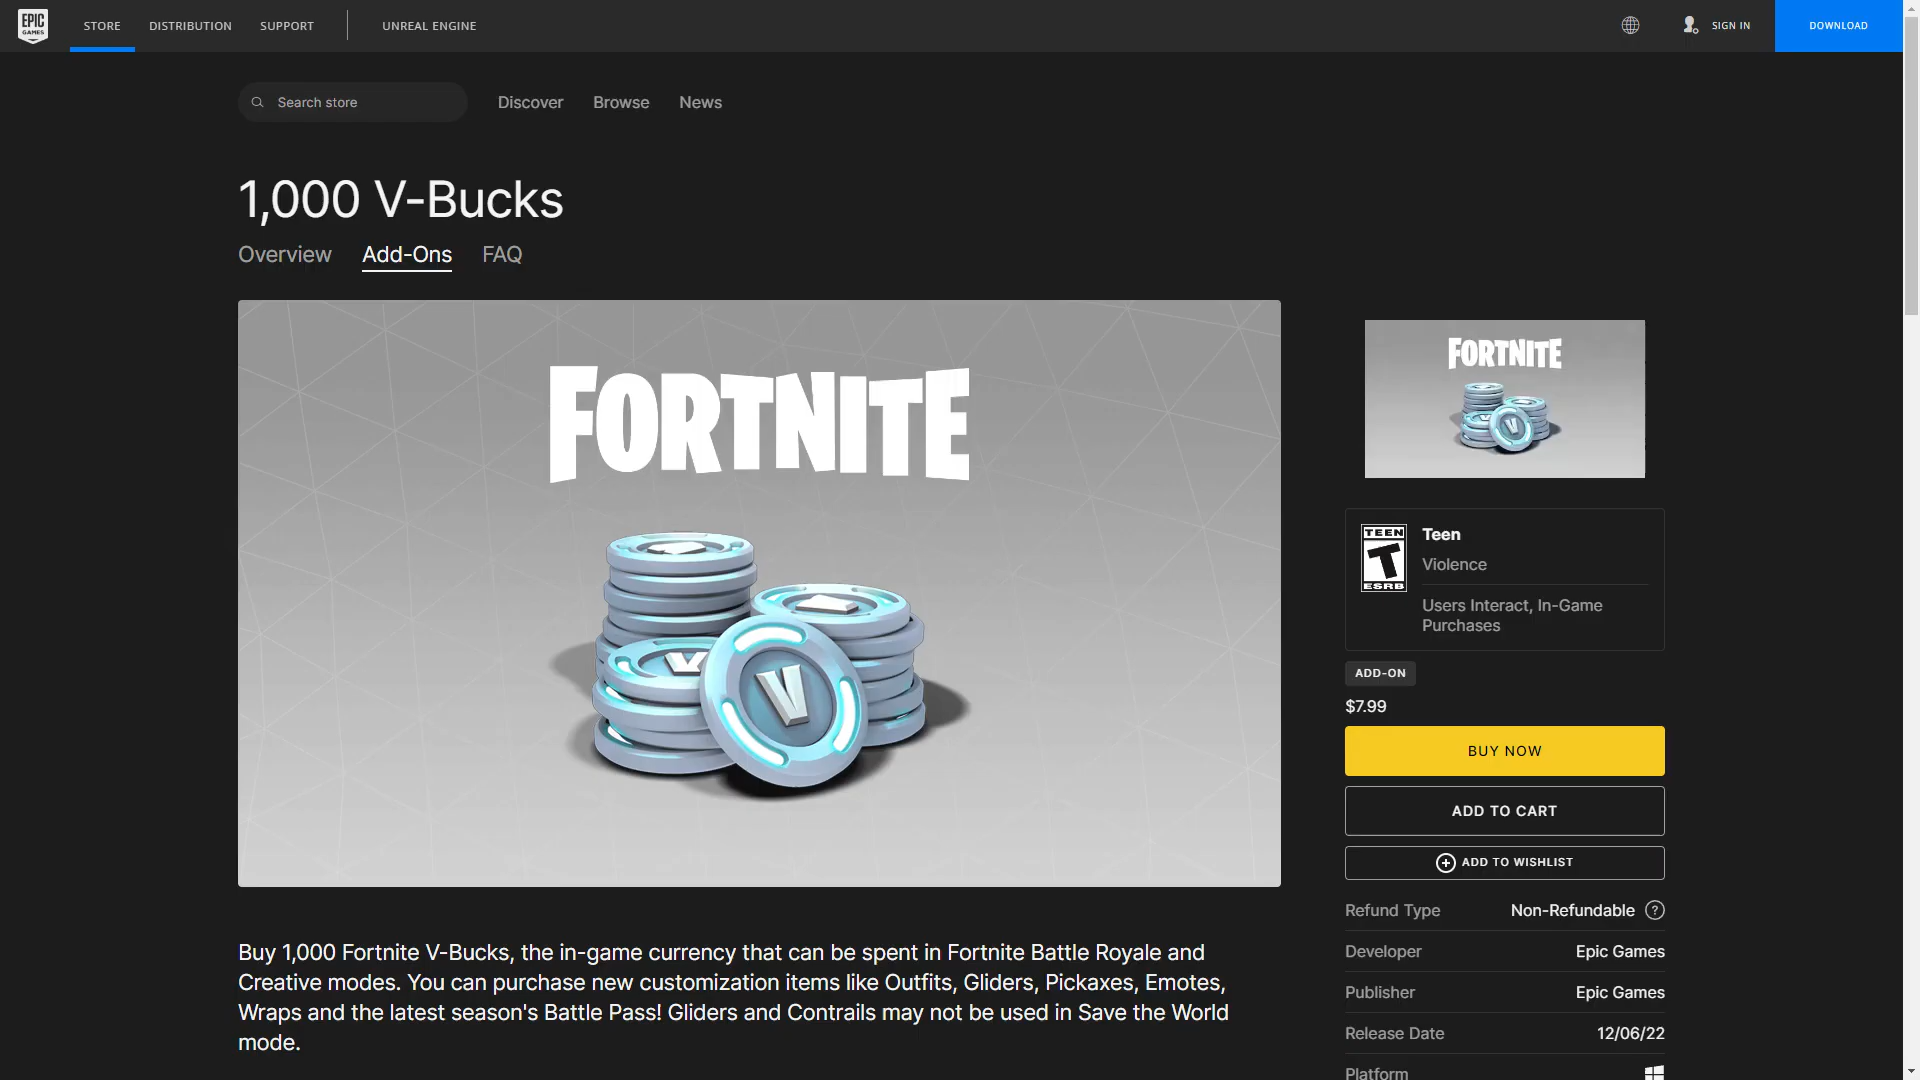 EPIC
GAMES
STORE
DISTRIBUTION
SUPPORT
UNREAL ENGINE
SIGN IN
DOWNLOAD
Search store
Discover
Browse
News
1,000 V-Bucks
Overview
Add-Ons
FAQ
FORTNITE
V
FORTNITE
V
TEEN
T
ESRB
Teen
Violence
Users Interact, In-Game
Purchases
ADD-ON
$7.99
BUY NOW
ADD TO CART
ADD TO WISHLIST
Refund Type
Non-Refundable
?
Developer
Epic Games
Publisher
Epic Games
Release Date
12/06/22
Platform
Buy 1,000 Fortnite V-Bucks, the in-game currency that can be spent in Fortnite Battle Royale and
Creative modes. You can purchase new customization items like Outfits, Gliders, Pickaxes, Emotes,
Wraps and the latest season's Battle Pass! Gliders and Contrails may not be used in Save the World
mode.